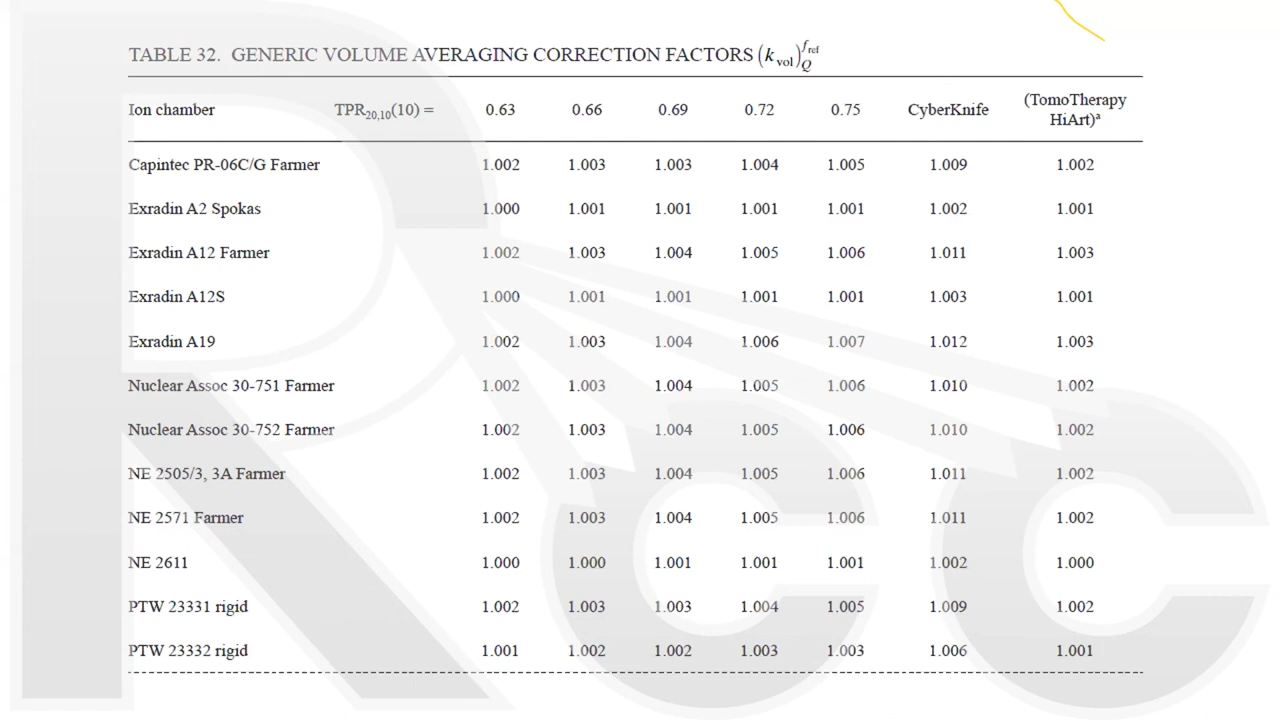 TABLE 32. GENERIC VOLUME AVERAGING CORRECTION FACTORS (k vol) f ref Q
Ion chamber TPR20,10(10) = 0.63 0.66 0.69 0.72 0.75 CyberKnife (TomoTherapy HiArt)a
Capintec PR-06C/G Farmer 1.002 1.003 1.003 1.004 1.005 1.009 1.002
Exradin A2 Spokas 1.000 1.001 1.001 1.001 1.001 1.002 1.001
Exradin A12 Farmer 1.002 1.003 1.004 1.005 1.006 1.011 1.003
Exradin A12S 1.000 1.001 1.001 1.001 1.001 1.003 1.001
Exradin A19 1.002 1.003 1.004 1.006 1.007 1.012 1.003
Nuclear Assoc 30-751 Farmer 1.002 1.003 1.004 1.005 1.006 1.010 1.002
Nuclear Assoc 30-752 Farmer 1.002 1.003 1.004 1.005 1.006 1.010 1.002
NE 2505/3, 3A Farmer 1.002 1.003 1.004 1.005 1.006 1.011 1.002
NE 2571 Farmer 1.002 1.003 1.004 1.005 1.006 1.011 1.002
NE 2611 1.000 1.000 1.001 1.001 1.001 1.002 1.000
PTW 23331 rigid 1.002 1.003 1.003 1.004 1.005 1.009 1.002
PTW 23332 rigid 1.001 1.002 1.002 1.003 1.003 1.006 1.001
Rcc